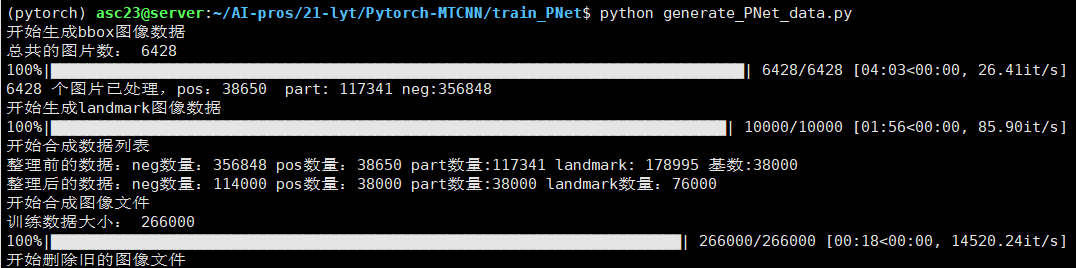 (pytorch) asc23@server:~/AI-pros/21-lyt/Pytorch-MTCNN/train_PNet$ python generate_PNet_data.py
开始生成bbox图像数据
总共的图片数： 6428
100%|██████████| 6428/6428 [04:03<00:00, 26.41it/s]
6428 个图片已处理，pos：38650  part: 117341 neg:356848
开始生成landmark图像数据
100%|██████████| 10000/10000 [01:56<00:00, 85.90it/s]
开始合成数据列表
整理前的数据：neg数量：356848 pos数量：38650 part数量:117341 landmark: 178995 基数:38000
整理后的数据：neg数量：114000 pos数量：38000 part数量:38000 landmark数量：76000
开始合成图像文件
训练数据大小： 266000
100%|██████████| 266000/266000 [00:18<00:00, 14520.24it/s]
开始删除旧的图像文件